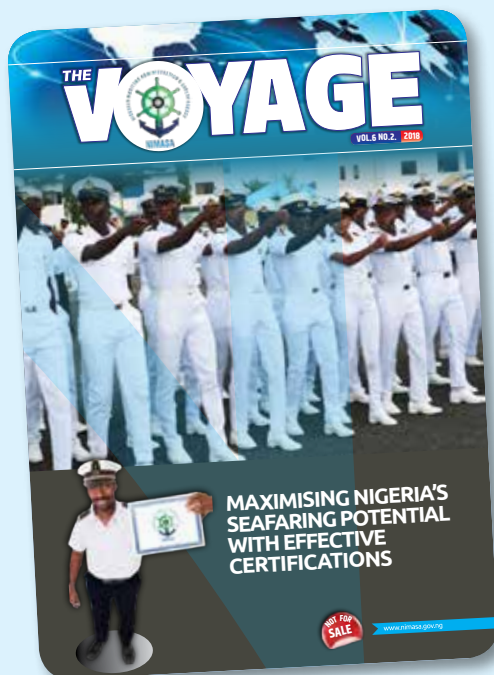 THE
VOYAGE
NIMASA
VOL.6 NO.2. 2018
MAXIMISING NIGERIA'S
SEAFARING POTENTIAL
WITH EFFECTIVE
CERTIFICATIONS
NOT FOR
SALE
www.nimasa.gov.ng